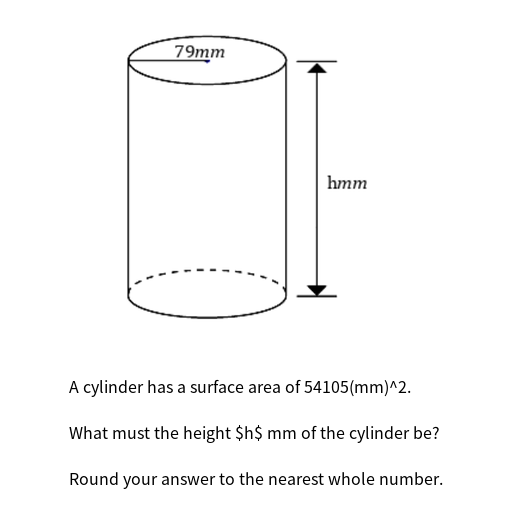 79mm
hmm
A cylinder has a surface area of 54105(mm)^2.
What must the height $h$ mm of the cylinder be?
Round your answer to the nearest whole number.